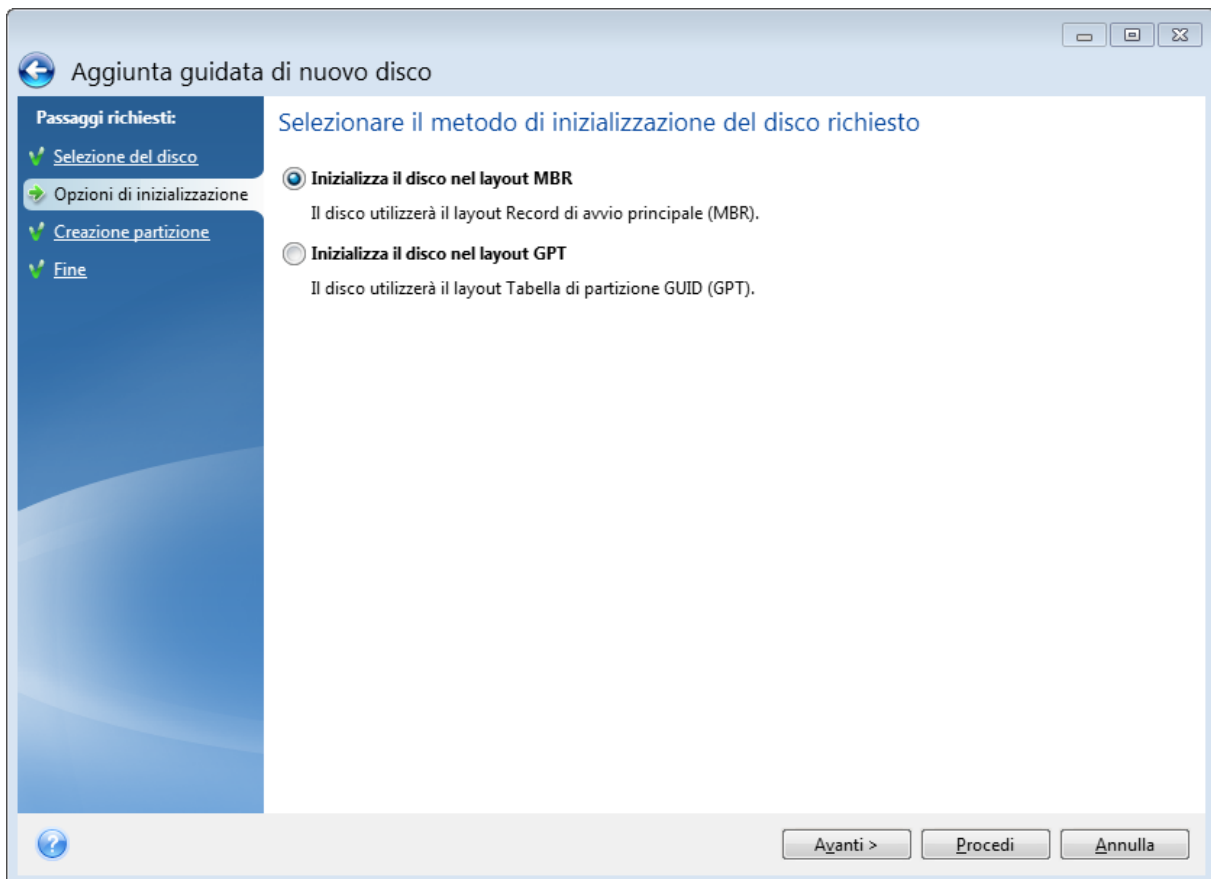 Aggiunta guidata di nuovo disco
Passaggi richiesti:
Selezione del disco
Opzioni di inizializzazione
Creazione partizione
Fine
Selezionare il metodo di inizializzazione del disco richiesto
Inizializza il disco nel layout MBR
Il disco utilizzerà il layout Record di avvio principale (MBR).
Inizializza il disco nel layout GPT
Il disco utilizzerà il layout Tabella di partizione GUID (GPT).
?
Avanti >
Procedi
Annulla